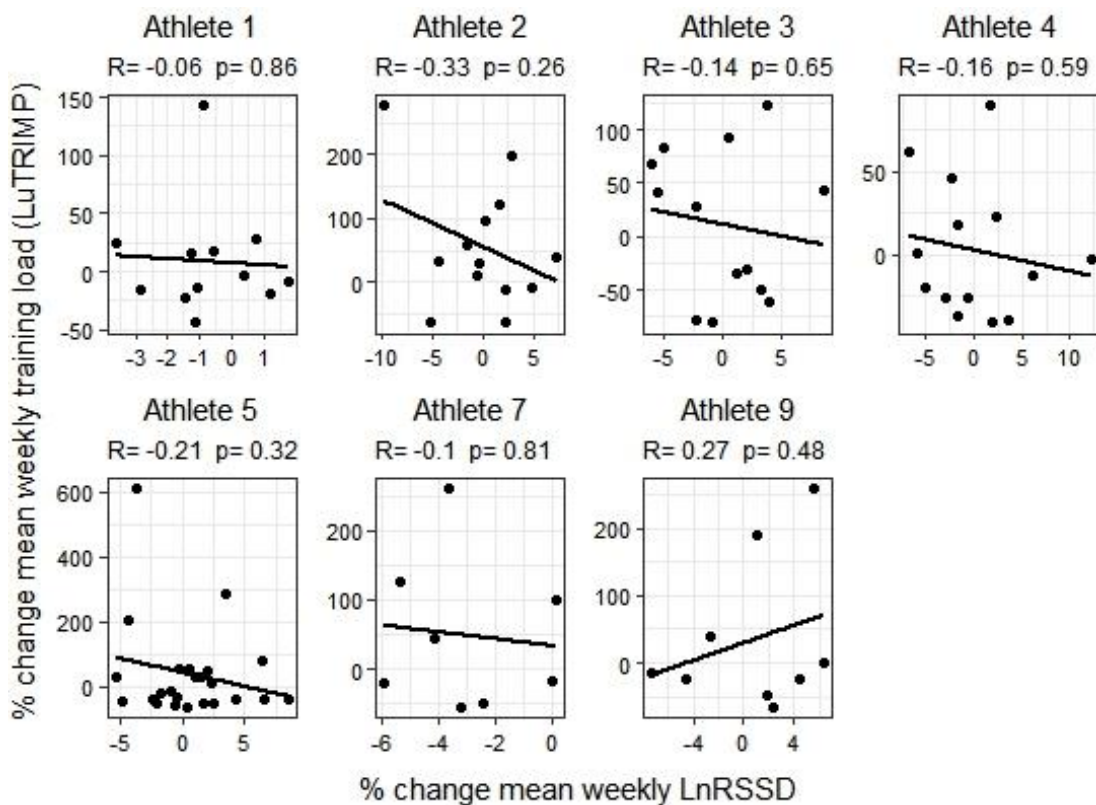 Athlete 1 Athlete 2 Athlete 3 Athlete 4
R= -0.06 p= 0.86 R= -0.33 p= 0.26 R= -0.14 p= 0.65 R= -0.16 p= 0.59
150
100
50
0
-50
-3 -2 -1 0 1
200
100
0
-10 -5 0 5
100
50
0
-50
-5 0 5
50
0
-5 0 5 10
Athlete 5 Athlete 7 Athlete 9
R= -0.21 p= 0.32 R= -0.1 p= 0.81 R= 0.27 p= 0.48
600
400
200
0
-5 0 5
200
100
0
-6 -4 -2 0
200
100
0
-4 0 4
% change mean weekly training load (LuTRIMP)
% change mean weekly LnRSSD